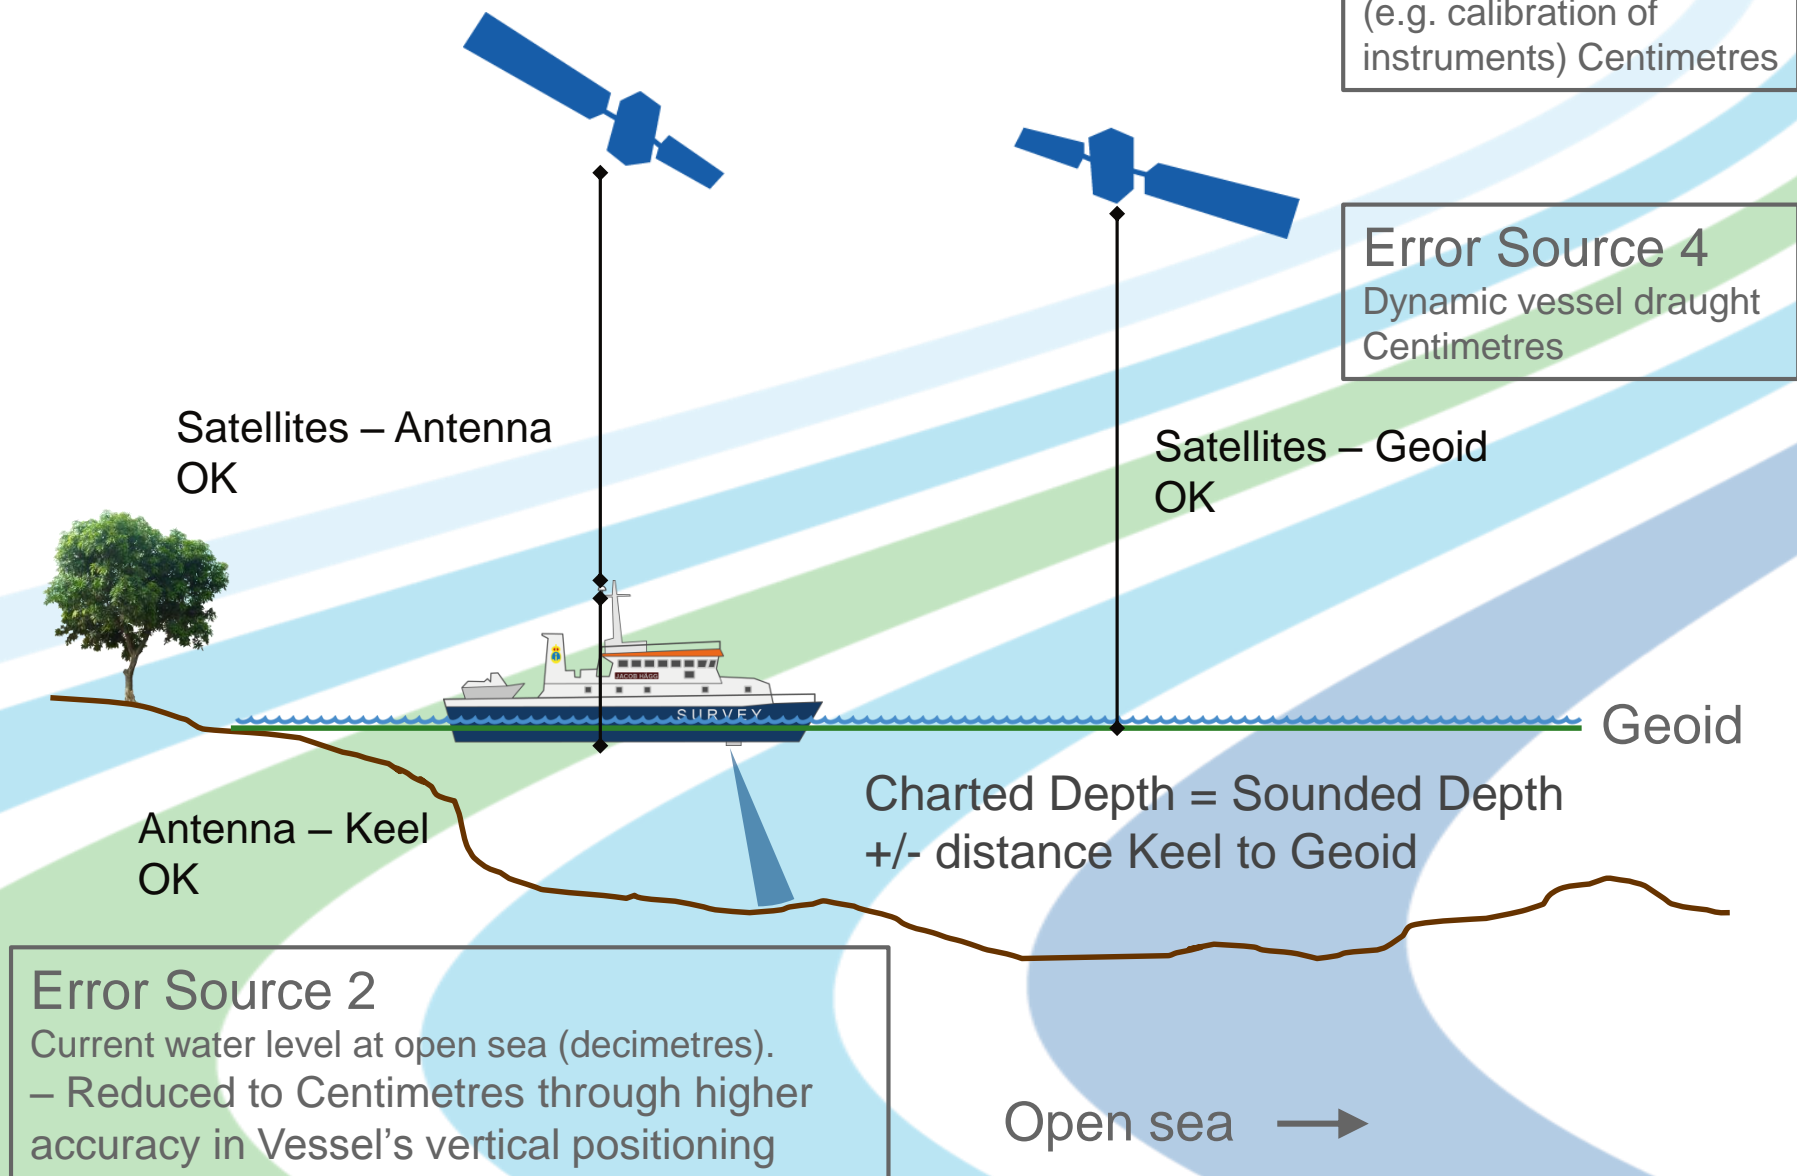 (e.g. calibration of
instruments) Centimetres
Error Source 4
Dynamic vessel draught
Centimetres
Satellites – Antenna
OK
Satellites – Geoid
OK
JACOB HÄGG
SURVEY
Geoid
Charted Depth = Sounded Depth
+/- distance Keel to Geoid
Antenna – Keel
OK
Error Source 2
Current water level at open sea (decimetres).
– Reduced to Centimetres through higher
accuracy in Vessel's vertical positioning
Open sea